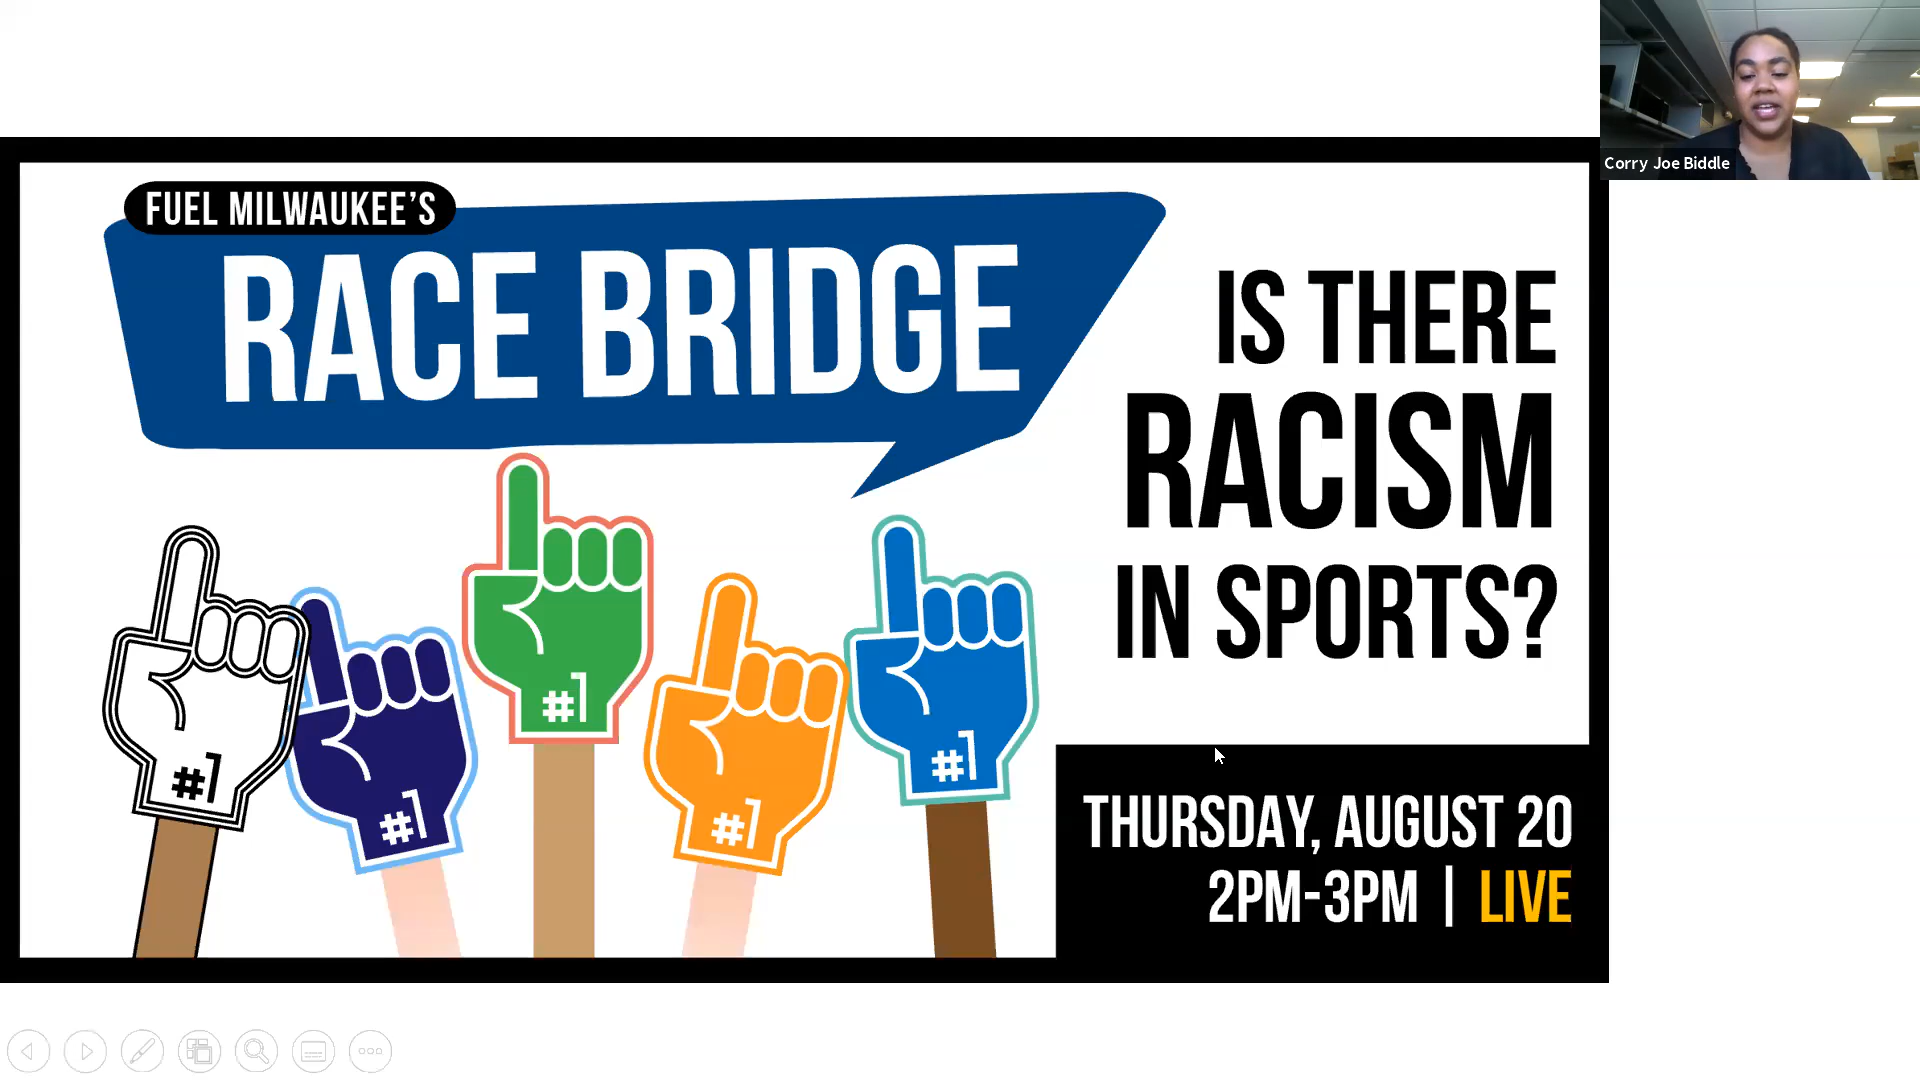 FUEL MILWAUKEE'S
RACE BRIDGE
IS THERE
RACISM
IN SPORTS?
#1
#1
#1
#1
#1
THURSDAY, AUGUST 20
2PM-3PM | LIVE
Corry Joe Biddle